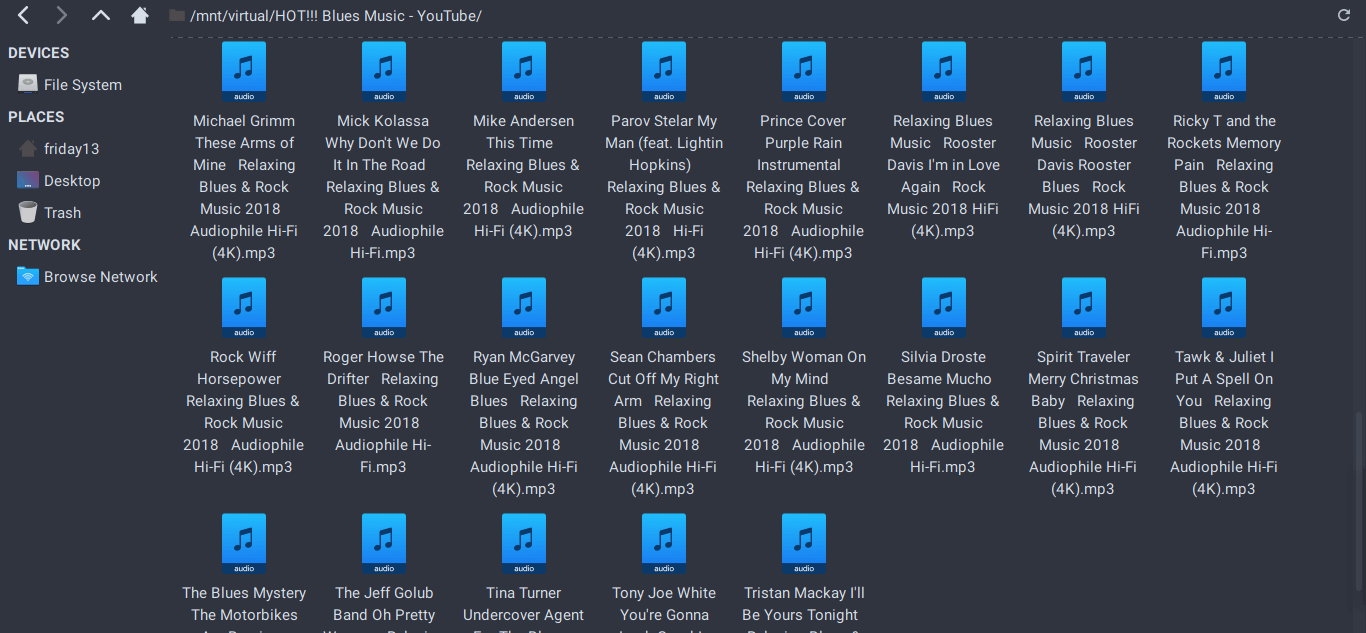 /mnt/virtual/HOT!!! Blues Music - YouTube/
DEVICES
File System
PLACES
friday13
Desktop
Trash
NETWORK
Browse Network
audio
Michael Grimm
These Arms of
Mine Relaxing
Blues & Rock
Music 2018
Audiophile Hi-Fi
(4K).mp3
audio
Mick Kolassa
Why Don't We Do
It In The Road
Relaxing Blues &
Rock Music
2018 Audiophile
Hi-Fi.mp3
audio
Mike Andersen
This Time
Relaxing Blues &
Rock Music
2018 Audiophile
Hi-Fi (4K).mp3
audio
Parov Stelar My
Man (feat. Lightin
Hopkins)
Relaxing Blues &
Rock Music
2018 Hi-Fi
(4K).mp3
audio
Prince Cover
Purple Rain
Instrumental
Relaxing Blues &
Rock Music
2018 Audiophile
Hi-Fi (4K).mp3
audio
Relaxing Blues
Music Rooster
Davis I'm in Love
Again Rock
Music 2018 HiFi
(4K).mp3
audio
Relaxing Blues
Music Rooster
Davis Rooster
Blues Rock
Music 2018 HiFi
(4K).mp3
audio
Ricky T and the
Rockets Memory
Pain Relaxing
Blues & Rock
Music 2018
Audiophile Hi-
Fi.mp3
audio
Rock Wiff
Horsepower
Relaxing Blues &
Rock Music
2018 Audiophile
Hi-Fi (4K).mp3
audio
Roger Howse The
Drifter Relaxing
Blues & Rock
Music 2018
Audiophile Hi-
Fi.mp3
audio
Ryan McGarvey
Blue Eyed Angel
Blues Relaxing
Blues & Rock
Music 2018
Audiophile Hi-Fi
(4K).mp3
audio
Sean Chambers
Cut Off My Right
Arm Relaxing
Blues & Rock
Music 2018
Audiophile Hi-Fi
(4K).mp3
audio
Shelby Woman On
My Mind
Relaxing Blues &
Rock Music
2018 Audiophile
Hi-Fi (4K).mp3
audio
Silvia Droste
Besame Mucho
Relaxing Blues &
Rock Music
2018 Audiophile
Hi-Fi.mp3
audio
Spirit Traveler
Merry Christmas
Baby Relaxing
Blues & Rock
Music 2018
Audiophile Hi-Fi
(4K).mp3
audio
Tawk & Juliet I
Put A Spell On
You Relaxing
Blues & Rock
Music 2018
Audiophile Hi-Fi
(4K).mp3
audio
The Blues Mystery
The Motorbikes
audio
The Jeff Golub
Band Oh Pretty
audio
Tina Turner
Undercover Agent
For The Blues
audio
Tony Joe White
You're Gonna
audio
Tristan Mackay I'll
Be Yours Tonight
Relaxing Blues &